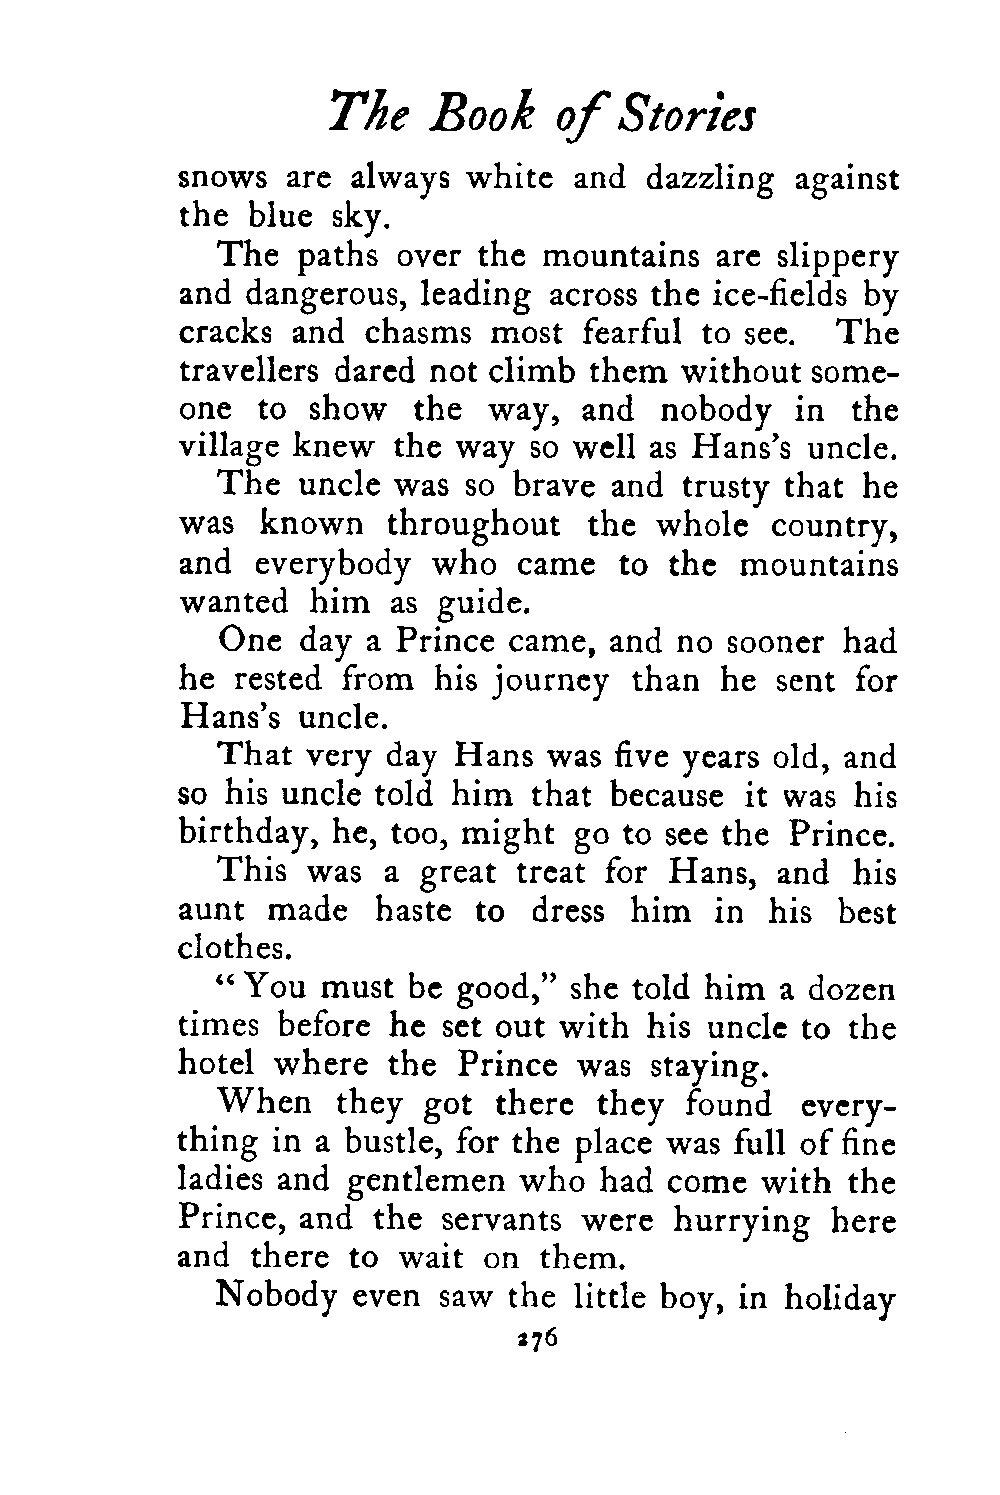 The Book of Stories
snows are always white and dazzling against
the blue sky.
The paths over the mountains are slippery
and dangerous, leading across the ice-fields by
cracks and chasms most fearful to see. The
travellers dared not climb them without some-
one to show the way, and nobody in the
village knew the way so well as Hans's uncle.
The uncle was so brave and trusty that he
was known throughout the whole country,
and everybody who came to the mountains
wanted him as guide.
One day a Prince came, and no sooner had
he rested from his journey than he sent for
Hans's uncle.
That very day Hans was five years old, and
so his uncle told him that because it was his
birthday, he, too, might go to see the Prince.
This was a great treat for Hans, and his
aunt made haste to dress him in his best
clothes.
“ You must be good,” she told him a dozen
times before he set out with his uncle to the
hotel where the Prince was staying.
When they got there they found every-
thing in a bustle, for the place was full of fine
ladies and gentlemen who had come with the
Prince, and the servants were hurrying here
and there to wait on them.
Nobody even saw the little boy, in holiday
276